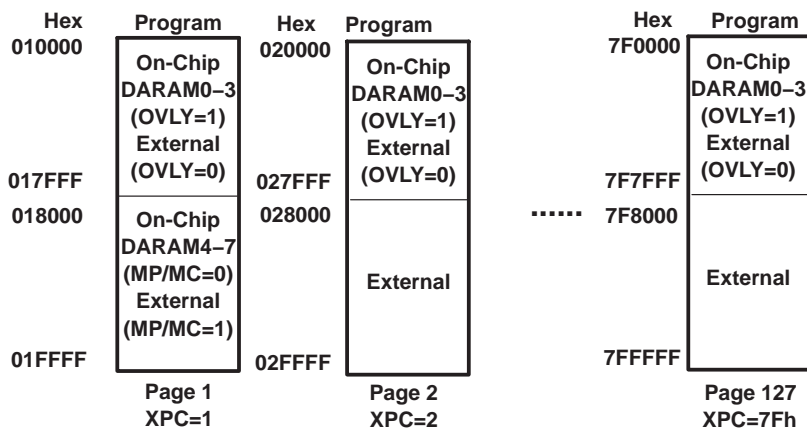 Hex Program Hex Program Hex Program
010000 020000 7F0000
On-Chip
DARAM0–3
(OVLY=1)
External
(OVLY=0)
017FFF
018000
On-Chip
DARAM4–7
(MP/MC=0)
External
(MP/MC=1)
01FFFF
Page 1
XPC=1
On-Chip
DARAM0–3
(OVLY=1)
External
(OVLY=0)
027FFF
028000
External
02FFFF
Page 2
XPC=2
......
On-Chip
DARAM0–3
(OVLY=1)
External
(OVLY=0)
7F7FFF
7F8000
External
7FFFFF
Page 127
XPC=7Fh